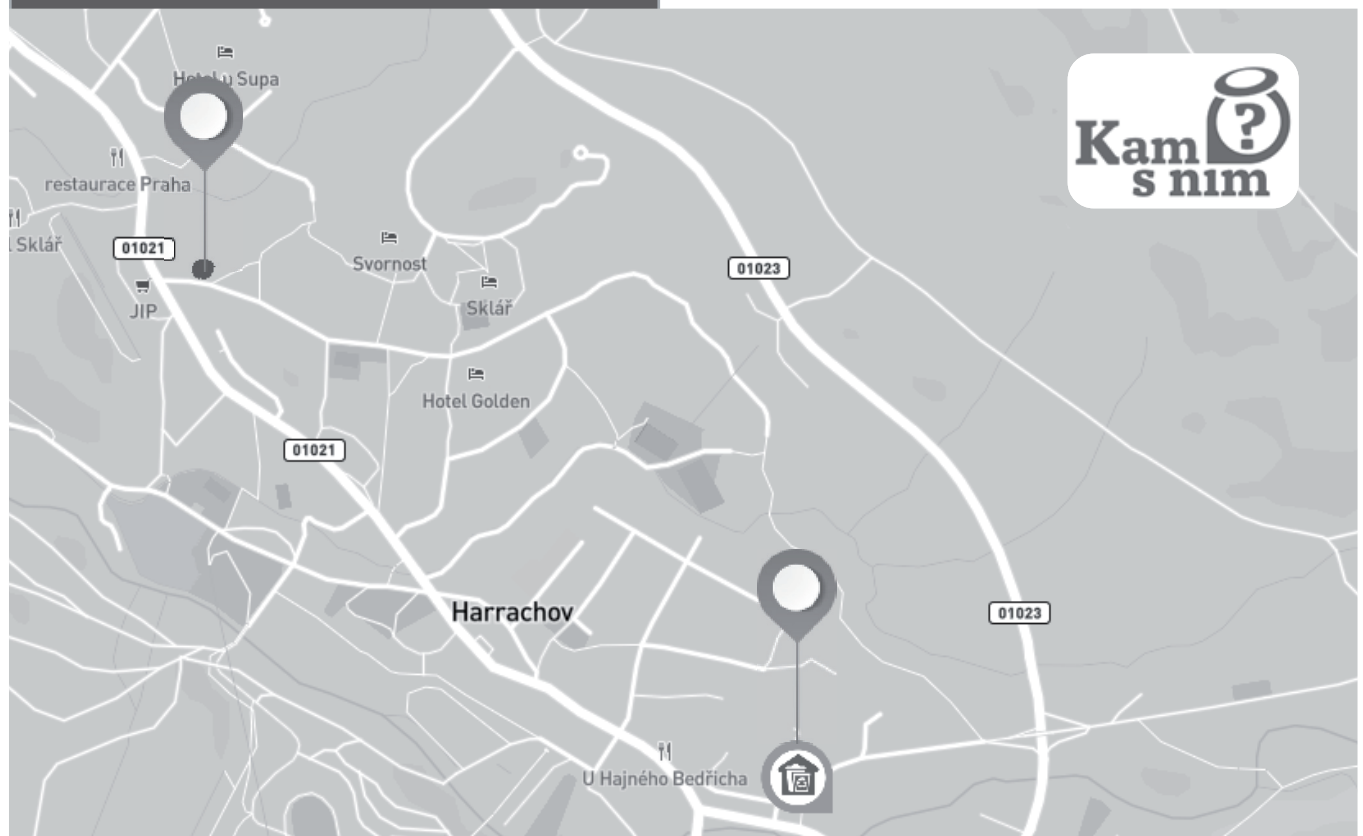 Hotel u Supa
Kam
s ním
?
restaurace Praha
l Sklář
01021
Svornost
01023
JIP
Sklář
Hotel Golden
01021
Harrachov
01023
U Hajného Bedřicha